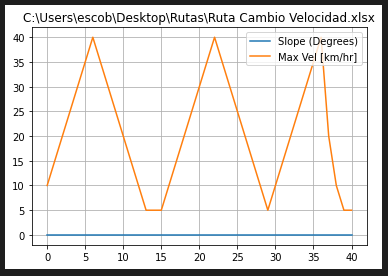 C:\Users\escob\Desktop\Rutas\Ruta Cambio Velocidad.xlsx
Slope (Degrees)
Max Vel [km/hr]
40
35
30
25
20
15
10
5
0
0 5 10 15 20 25 30 35 40